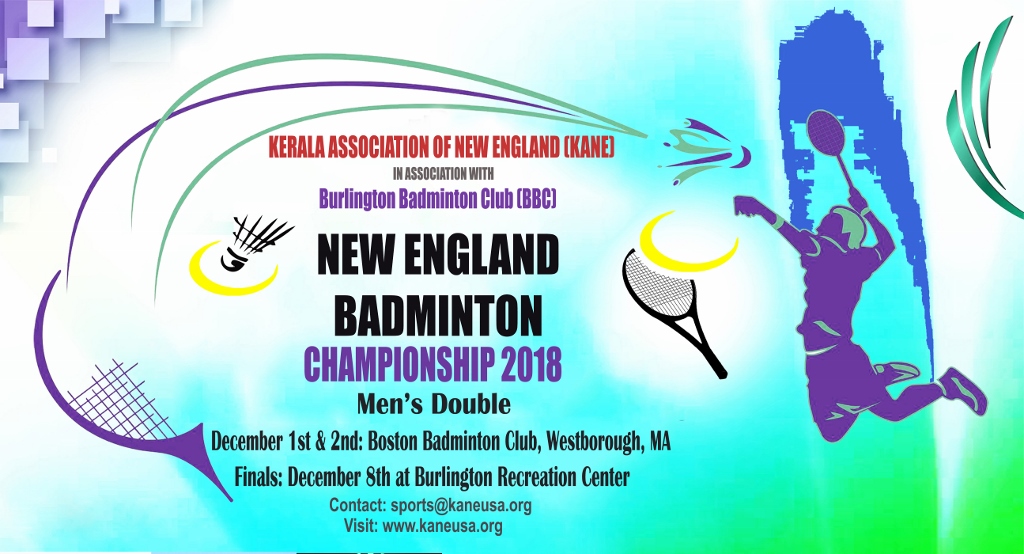 KERALA ASSOCIATION OF NEW ENGLAND (KANE)
IN ASSOCIATION WITH
Burlington Badminton Club (BBC)
NEW ENGLAND
BADMINTON
CHAMPIONSHIP 2018
Men's Double
December 1st & 2nd: Boston Badminton Club, Westborough, MA
Finals: December 8th at Burlington Recreation Center
Contact: sports@kaneusa.org
Visit: www.kaneusa.org